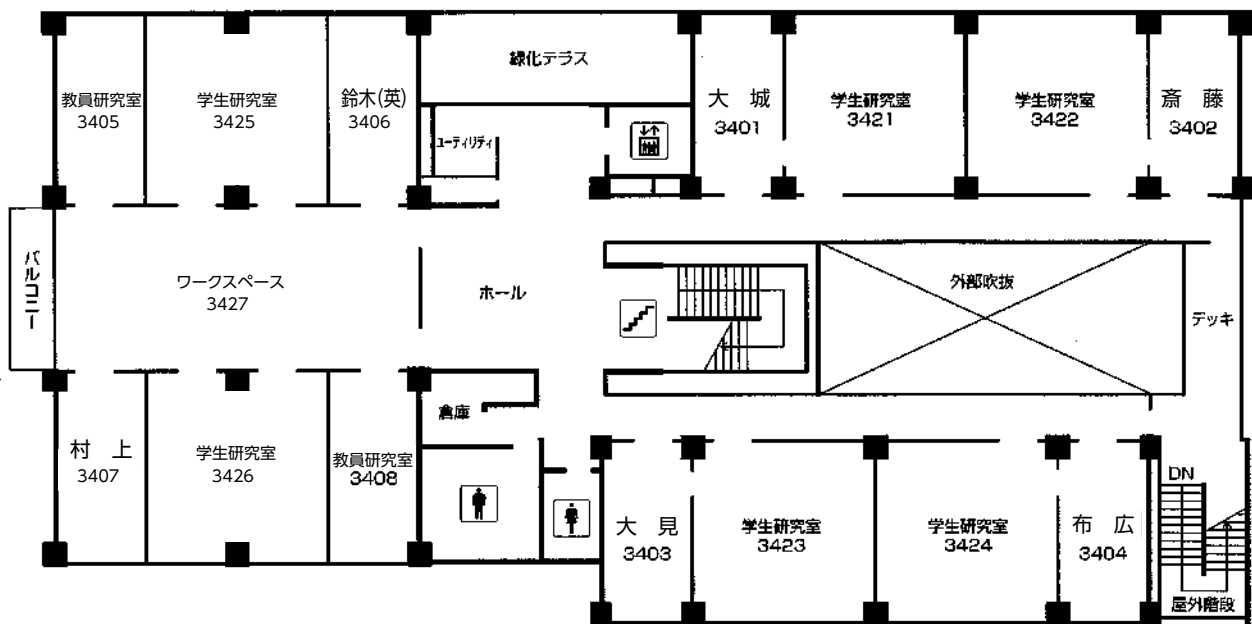 緑化テラス
教員研究室
3405
学生研究室
3425
鈴木(英)
3406
ユーティリティ
大　城
3401
学生研究室
3421
学生研究室
3422
斎　藤
3402
バルコニー
ワークスペース
3427
ホール
外部吹抜
デッキ
倉庫
村　上
3407
学生研究室
3426
教員研究室
3408
大　見
3403
学生研究室
3423
学生研究室
3424
布　広
3404
DN
屋外階段